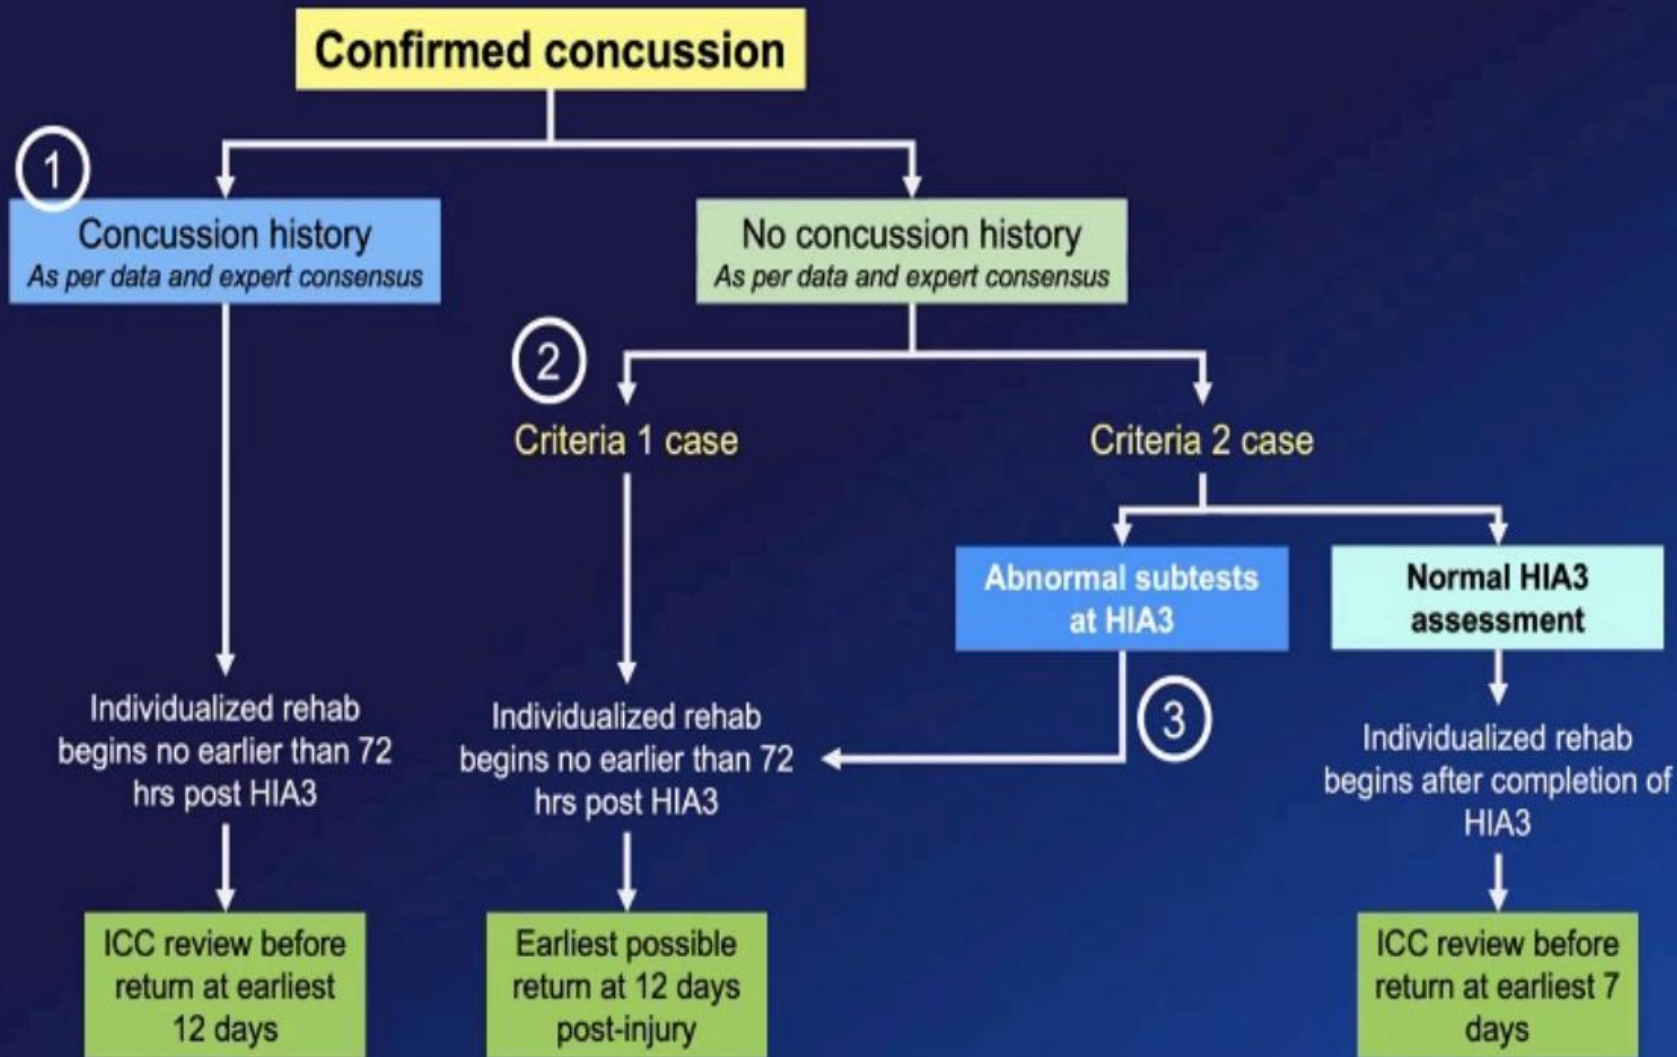 Confirmed concussion
1
Concussion history
As per data and expert consensus
No concussion history
As per data and expert consensus
2
Criteria 1 case
Criteria 2 case
Abnormal subtests
at HIA3
Normal HIA3
assessment
3
Individualized rehab
begins no earlier than 72
hrs post HIA3
Individualized rehab
begins no earlier than 72
hrs post HIA3
Individualized rehab
begins after completion of
HIA3
ICC review before
return at earliest
12 days
Earliest possible
return at 12 days
post-injury
ICC review before
return at earliest 7
days